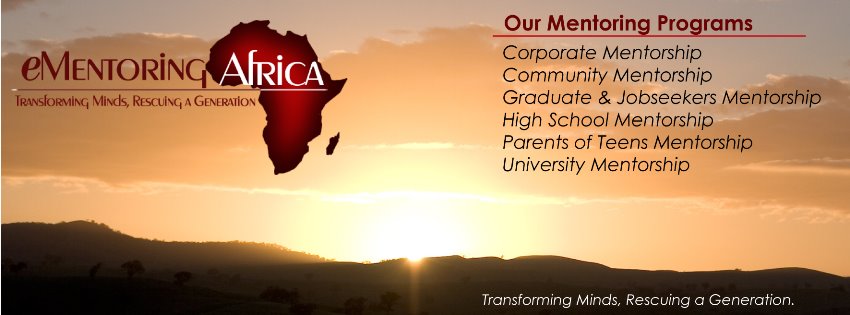 eMentoring Africa
Transforming Minds, Rescuing a Generation
Our Mentoring Programs
Corporate Mentorship
Community Mentorship
Graduate & Jobseekers Mentorship
High School Mentorship
Parents of Teens Mentorship
University Mentorship
Transforming Minds, Rescuing a Generation.